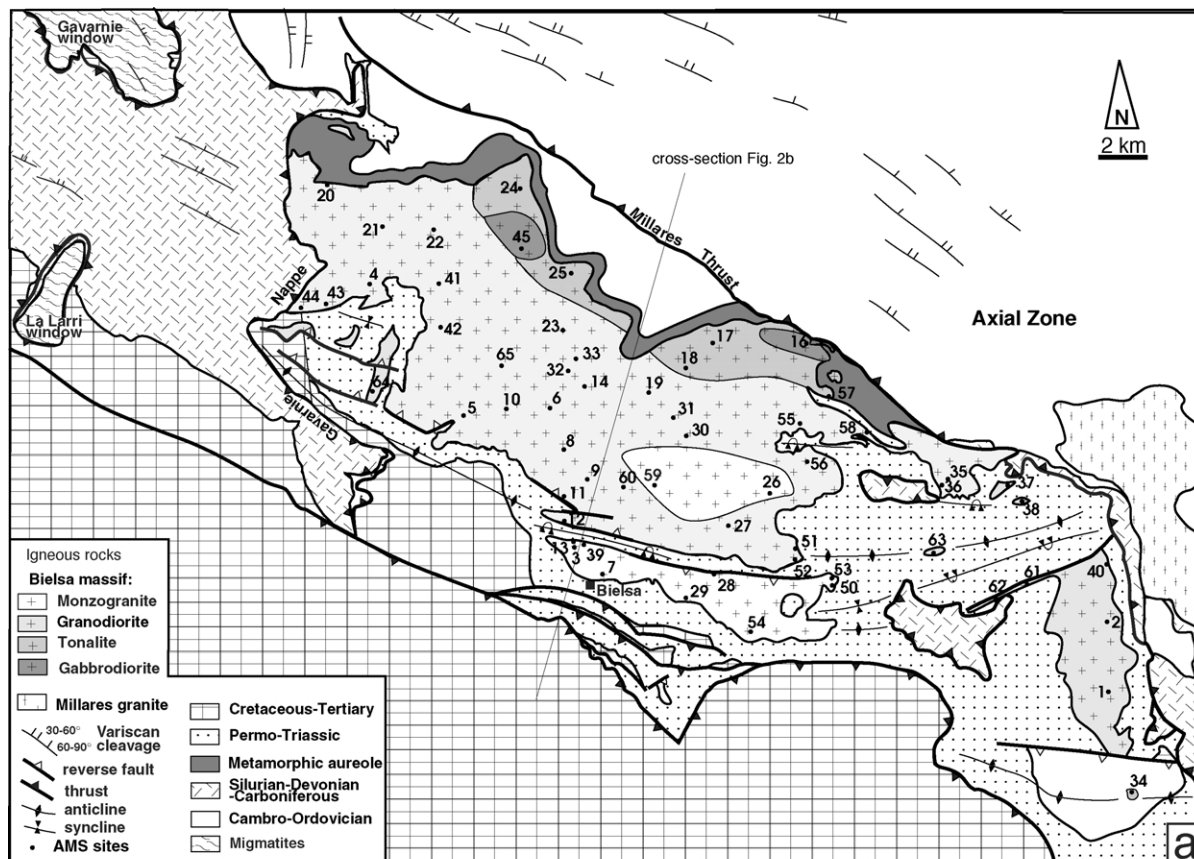 Gavarnie
window
N
2 km
cross-section Fig. 2b
20
24
21
22
45
Millares
Thrust
25
4
41
Nappe
44
43
La Larri
window
42
23
17
16
Axial Zone
65
33
32
18
14
19
57
64
10
6
5
31
30
55
58
Gavarnie
8
56
9
60
59
26
35
36
37
38
11
12
27
51
63
13
3
39
7
28
52
53
50
40
61
62
Bielsa
29
54
2
1
34
Igneous rocks
Bielsa massif:
Monzogranite
Granodiorite
Tonalite
Gabbrodiorite
Millares granite
30-60°
60-90°
Variscan
cleavage
reverse fault
thrust
anticline
syncline
AMS sites
Cretaceous-Tertiary
Permo-Triassic
Metamorphic aureole
Silurian-Devonian
-Carboniferous
Cambro-Ordovician
Migmatites
a